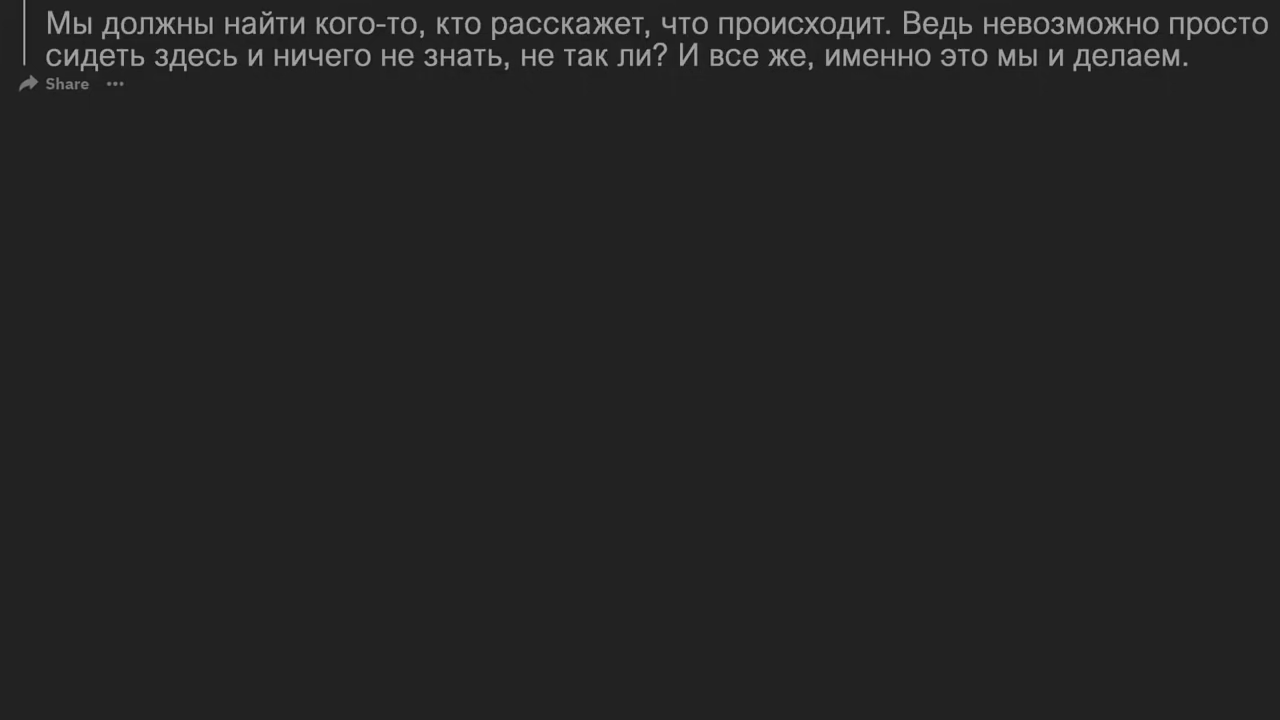 Мы должны найти кого-то, кто расскажет, что происходит. Ведь невозможно просто
сидеть здесь и ничего не знать, не так ли? И все же, именно это мы и делаем.
Share